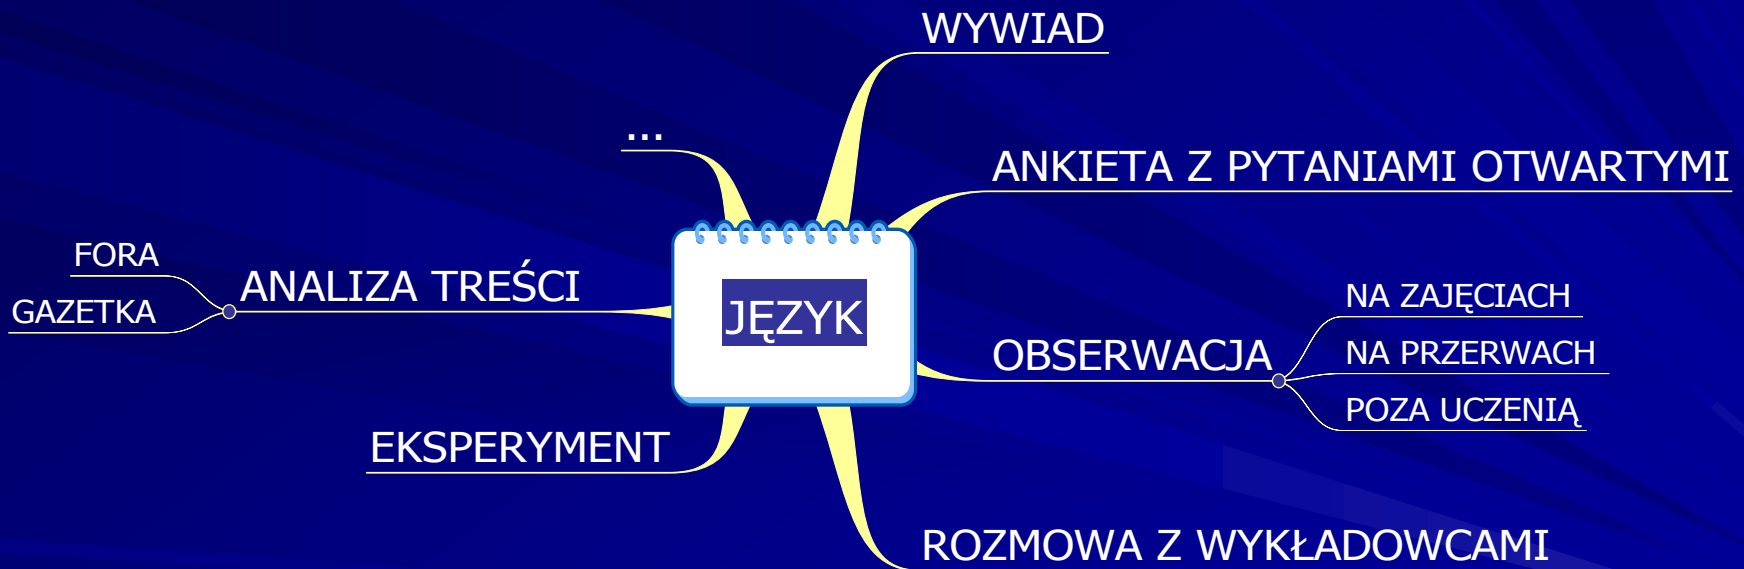 WYWIAD
...
ANKIETA Z PYTANIAMI OTWARTYMI
FORA
GAZETKA
ANALIZA TREŚCI
JĘZYK
OBSERWACJA
NA ZAJĘCIACH
NA PRZERWACH
POZA UCZENIĄ
EKSPERYMENT
ROZMOWA Z WYKŁADOWCAMI